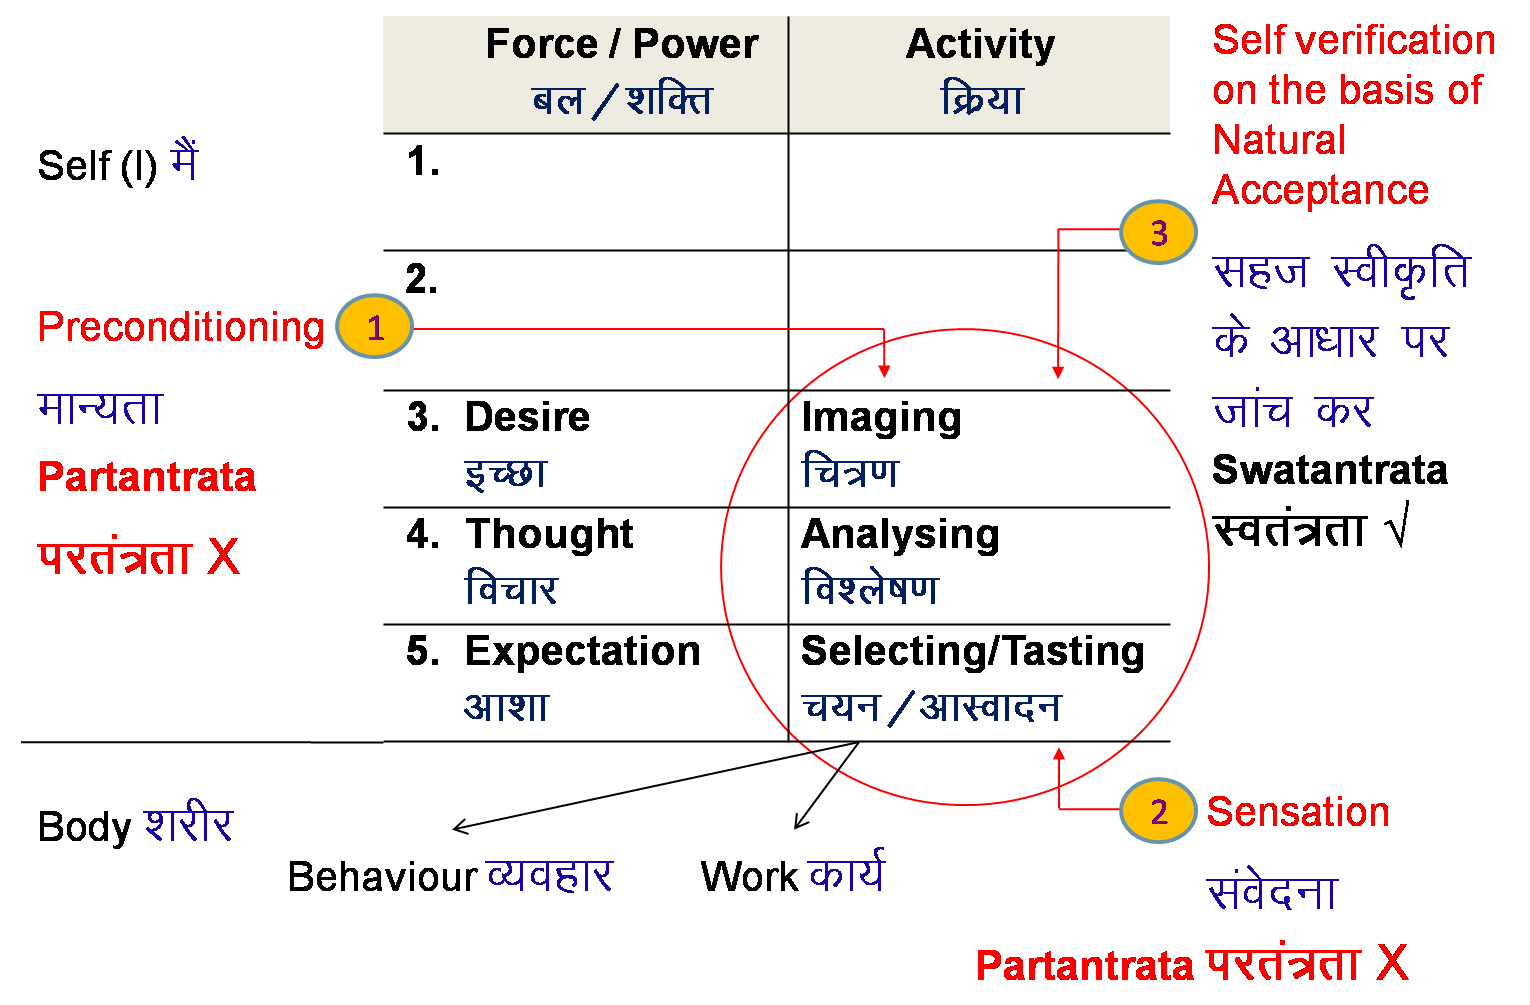 Force / Power
बल / शक्ति
Activity
क्रिया
Self (I) मैं
1.
2.
Preconditioning 1
मान्यता
Partantrata
परतंत्रता X
3. Desire
इच्छा
Imaging
चित्रण
4. Thought
विचार
Analysing
विश्लेषण
5. Expectation
आशा
Selecting/Tasting
चयन / आस्वादन
Self verification
on the basis of
Natural
Acceptance
3
सहज स्वीकृति
के आधार पर
जांच कर
Swatantrata
स्वतंत्रता √
Body शरीर
Behaviour व्यवहार
Work कार्य
2 Sensation
संवेदना
Partantrata परतंत्रता X